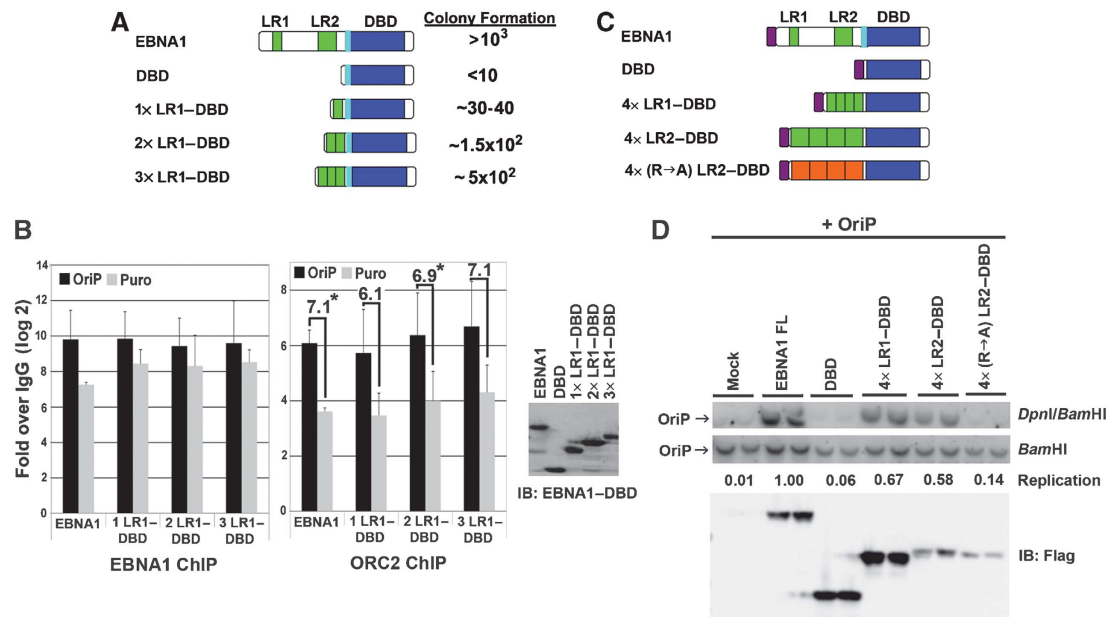 A
LR1 LR2 DBD
Colony Formation
EBNA1
>10³
DBD
<10
1× LR1–DBD
~30-40
2× LR1–DBD
~1.5x10²
3× LR1–DBD
~ 5x10²
C
LR1 LR2 DBD
EBNA1
DBD
4× LR1–DBD
4× LR2–DBD
4× (R→A) LR2–DBD
B
Fold over IgG (log 2)
14
12
10
8
6
4
2
0
OriP Puro
EBNA1
1 LR1–DBD
2 LR1–DBD
3 LR1–DBD
EBNA1 ChIP
8
6
4
2
0
OriP Puro
7.1*
6.1
6.9*
7.1
EBNA1
1 LR1–DBD
2 LR1–DBD
3 LR1–DBD
ORC2 ChIP
EBNA1
DBD
1× LR1–DBD
2× LR1–DBD
3× LR1–DBD
IB: EBNA1–DBD
D
+ OriP
Mock
EBNA1 FL
DBD
4× LR1–DBD
4× LR2–DBD
4× (R→A) LR2–DBD
OriP → DpnI/BamHI
OriP → BamHI
0.01 1.00 0.06 0.67 0.58 0.14 Replication
IB: Flag